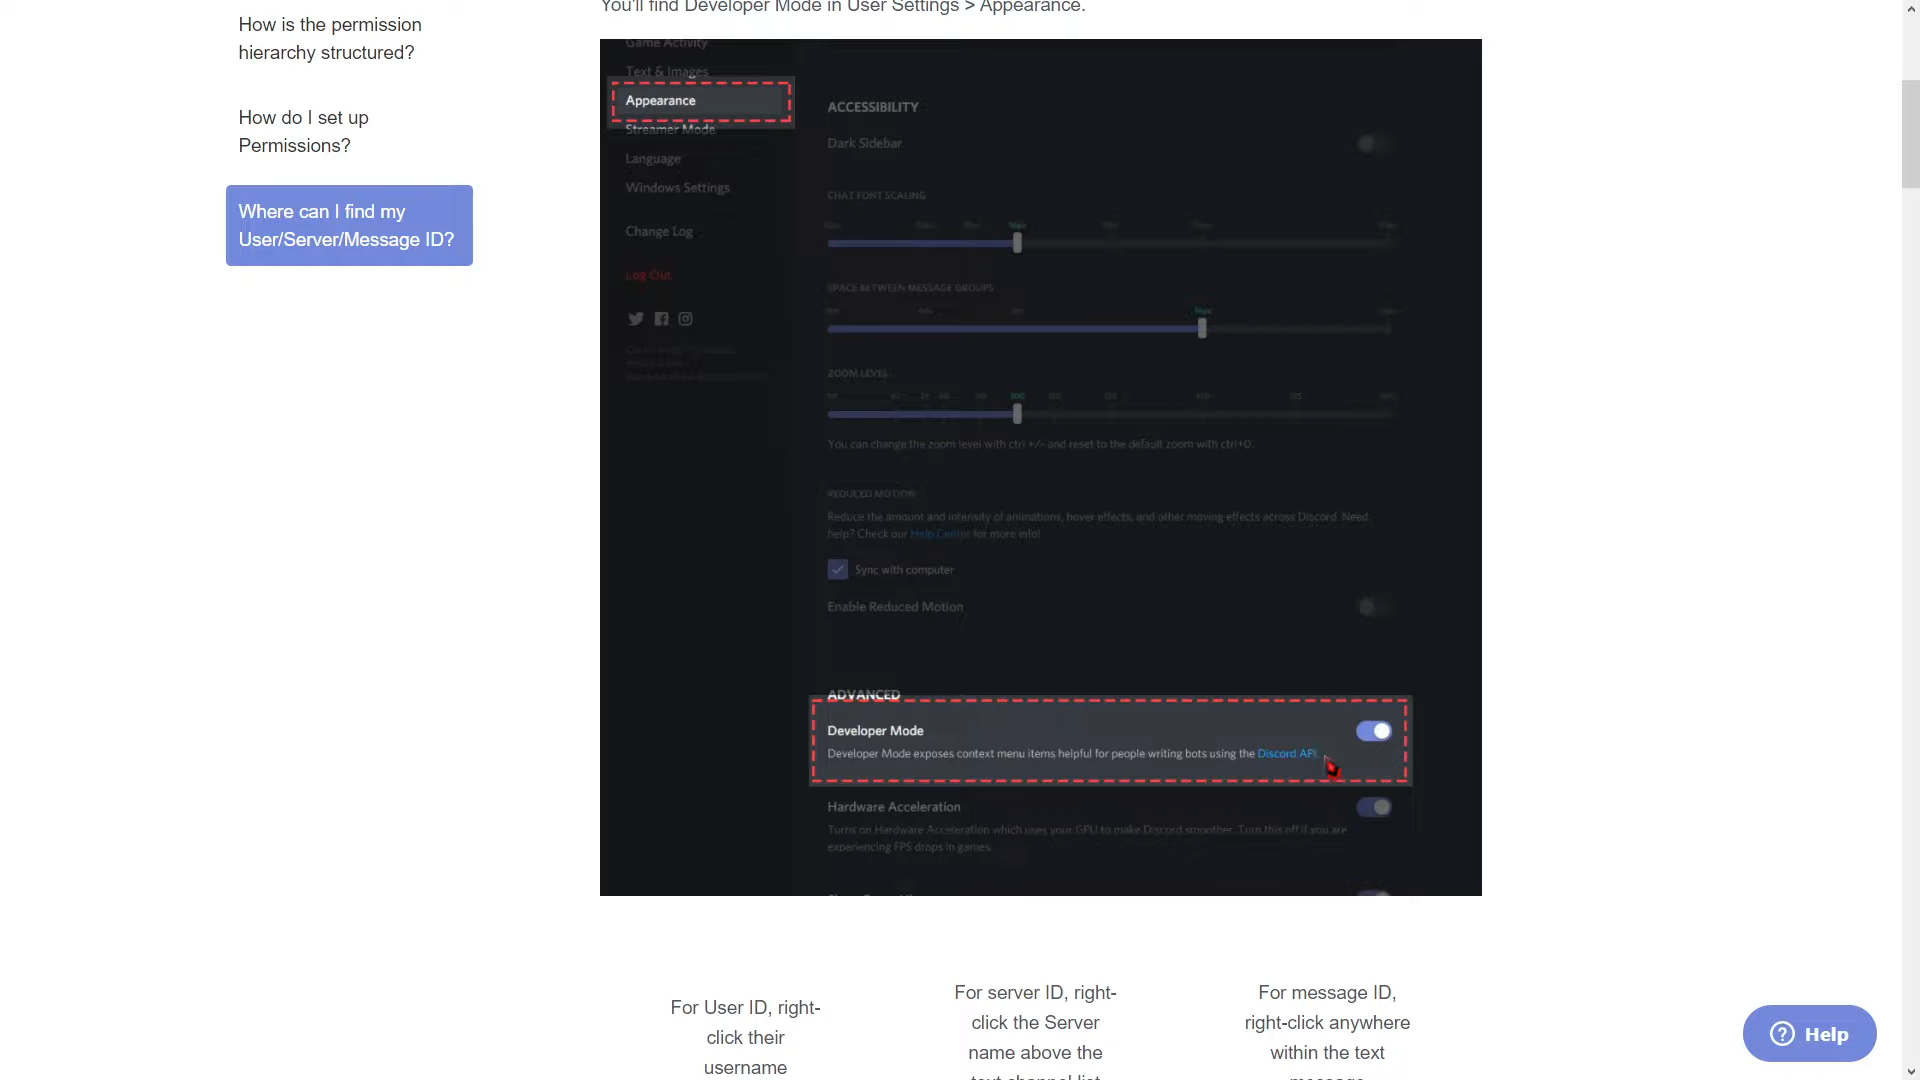 How is the permission
hierarchy structured?
How do I set up
Permissions?
Where can I find my
User/Server/Message ID?
You'll find Developer Mode in User Settings > Appearance.
Game Activity
Text & Images
Appearance
Streamer Mode
Language
Windows Settings
Change Log
Log Out
ACCESSIBILITY
Dark Sidebar
CHAT FONT SCALING
SPACE BETWEEN MESSAGE GROUPS
ZOOM LEVEL
You can change the zoom level with ctrl +/- and reset to the default zoom with ctrl+0.
REDUCED MOTION
Reduce the amount and intensity of animations, hover effects, and other moving effects across Discord. Need
help? Check our Help Center for more info!
Sync with computer
Enable Reduced Motion
ADVANCED
Developer Mode
Developer Mode exposes context menu items helpful for people writing bots using the Discord API.
Hardware Acceleration
Turns on Hardware Acceleration which uses your GPU to make Discord smoother. Turn this off if you are
experiencing FPS drops in games.
For User ID, right-
click their
username
For server ID, right-
click the Server
name above the
text channel list
For message ID,
right-click anywhere
within the text
message
Help